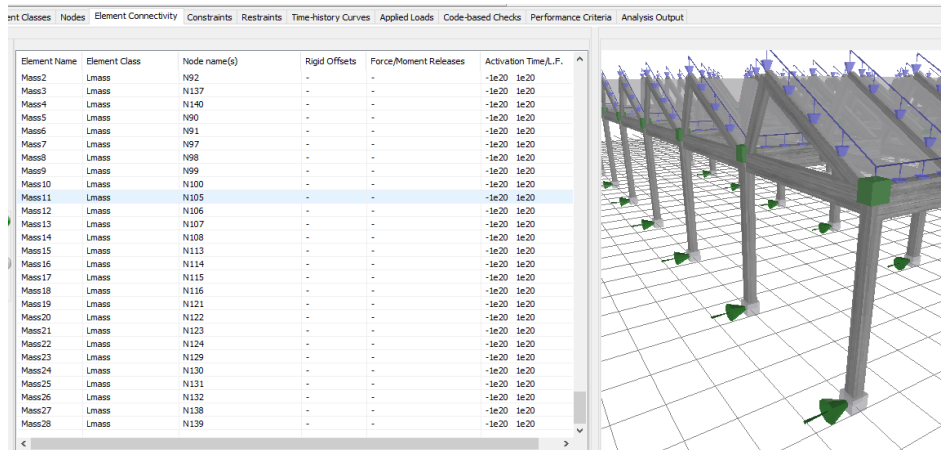 nt Classes Nodes Element Connectivity Constraints Restraints Time-history Curves Applied Loads Code-based Checks Performance Criteria Analysis Output
Element Name Element Class Node name(s) Rigid Offsets Force/Moment Releases Activation Time/L.F.
Mass2 Lmass N92 - - -1e20 1e20
Mass3 Lmass N137 - - -1e20 1e20
Mass4 Lmass N140 - - -1e20 1e20
Mass5 Lmass N90 - - -1e20 1e20
Mass6 Lmass N91 - - -1e20 1e20
Mass7 Lmass N97 - - -1e20 1e20
Mass8 Lmass N98 - - -1e20 1e20
Mass9 Lmass N99 - - -1e20 1e20
Mass10 Lmass N100 - - -1e20 1e20
Mass11 Lmass N105 - - -1e20 1e20
Mass12 Lmass N106 - - -1e20 1e20
Mass13 Lmass N107 - - -1e20 1e20
Mass14 Lmass N108 - - -1e20 1e20
Mass15 Lmass N113 - - -1e20 1e20
Mass16 Lmass N114 - - -1e20 1e20
Mass17 Lmass N115 - - -1e20 1e20
Mass18 Lmass N116 - - -1e20 1e20
Mass19 Lmass N121 - - -1e20 1e20
Mass20 Lmass N122 - - -1e20 1e20
Mass21 Lmass N123 - - -1e20 1e20
Mass22 Lmass N124 - - -1e20 1e20
Mass23 Lmass N129 - - -1e20 1e20
Mass24 Lmass N130 - - -1e20 1e20
Mass25 Lmass N131 - - -1e20 1e20
Mass26 Lmass N132 - - -1e20 1e20
Mass27 Lmass N138 - - -1e20 1e20
Mass28 Lmass N139 - - -1e20 1e20